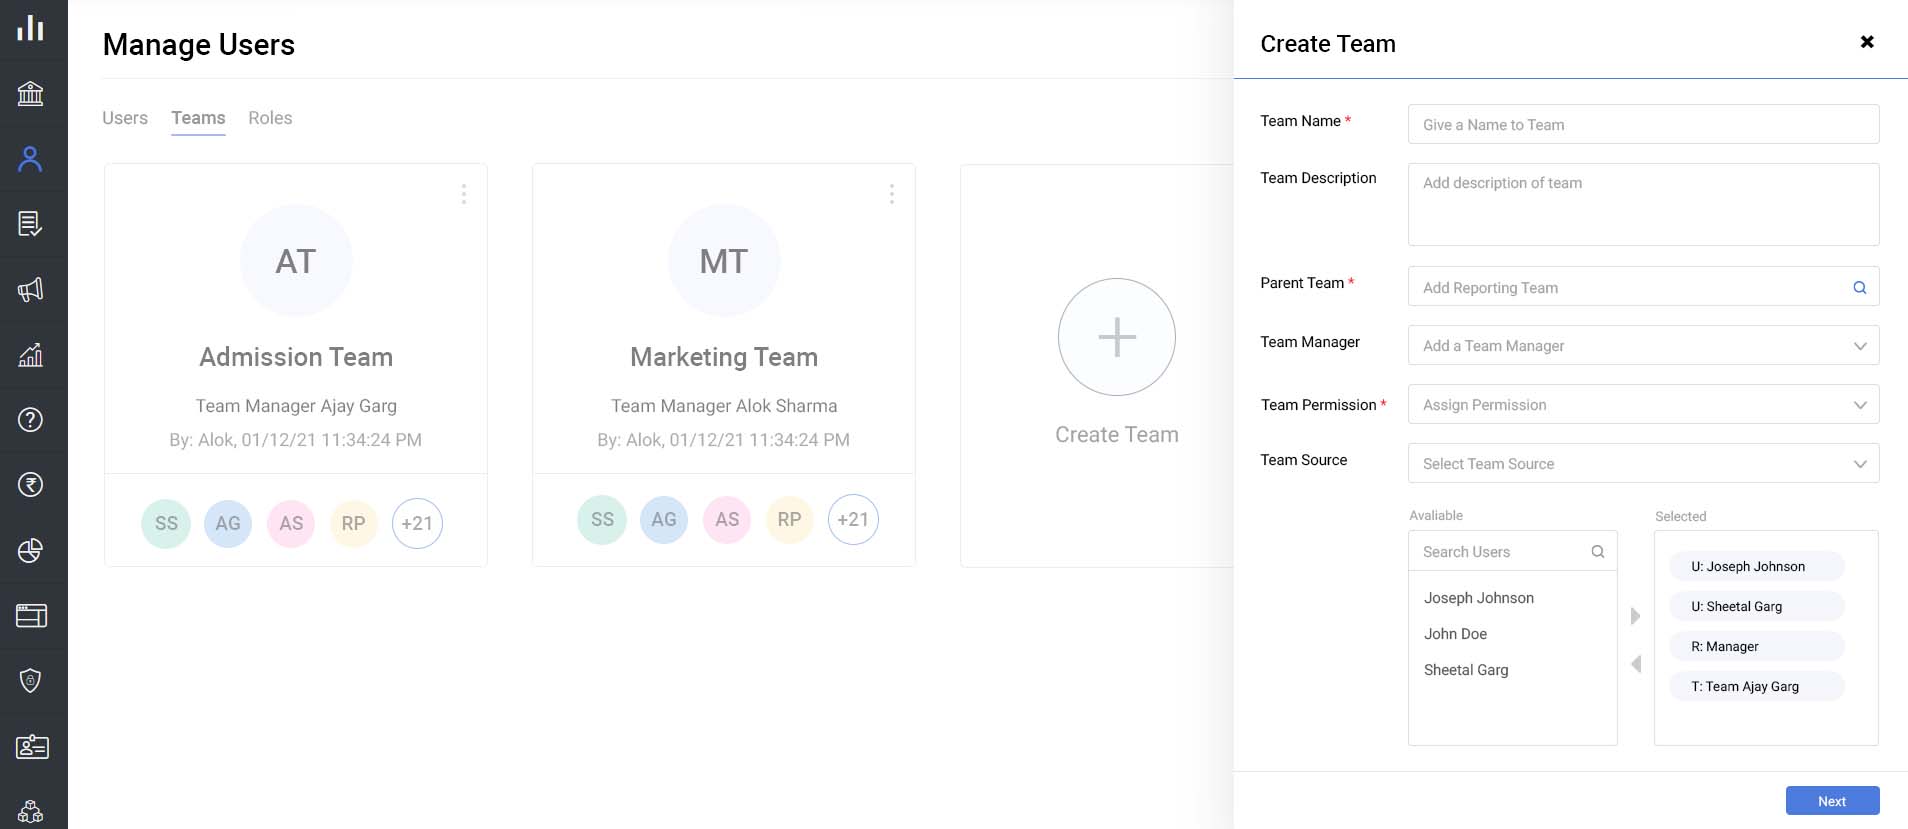 Manage Users
Users Teams Roles
AT
Admission Team
Team Manager Ajay Garg
By: Alok, 01/12/21 11:34:24 PM
SS AG AS RP +21
MT
Marketing Team
Team Manager Alok Sharma
By: Alok, 01/12/21 11:34:24 PM
SS AG AS RP +21
Create Team
Create Team
Team Name *
Give a Name to Team
Team Description
Add description of team
Parent Team *
Add Reporting Team
Team Manager
Add a Team Manager
Team Permission *
Assign Permission
Team Source
Select Team Source
Avaliable
Search Users
Joseph Johnson
John Doe
Sheetal Garg
Selected
U: Joseph Johnson
U: Sheetal Garg
R: Manager
T: Team Ajay Garg
Next